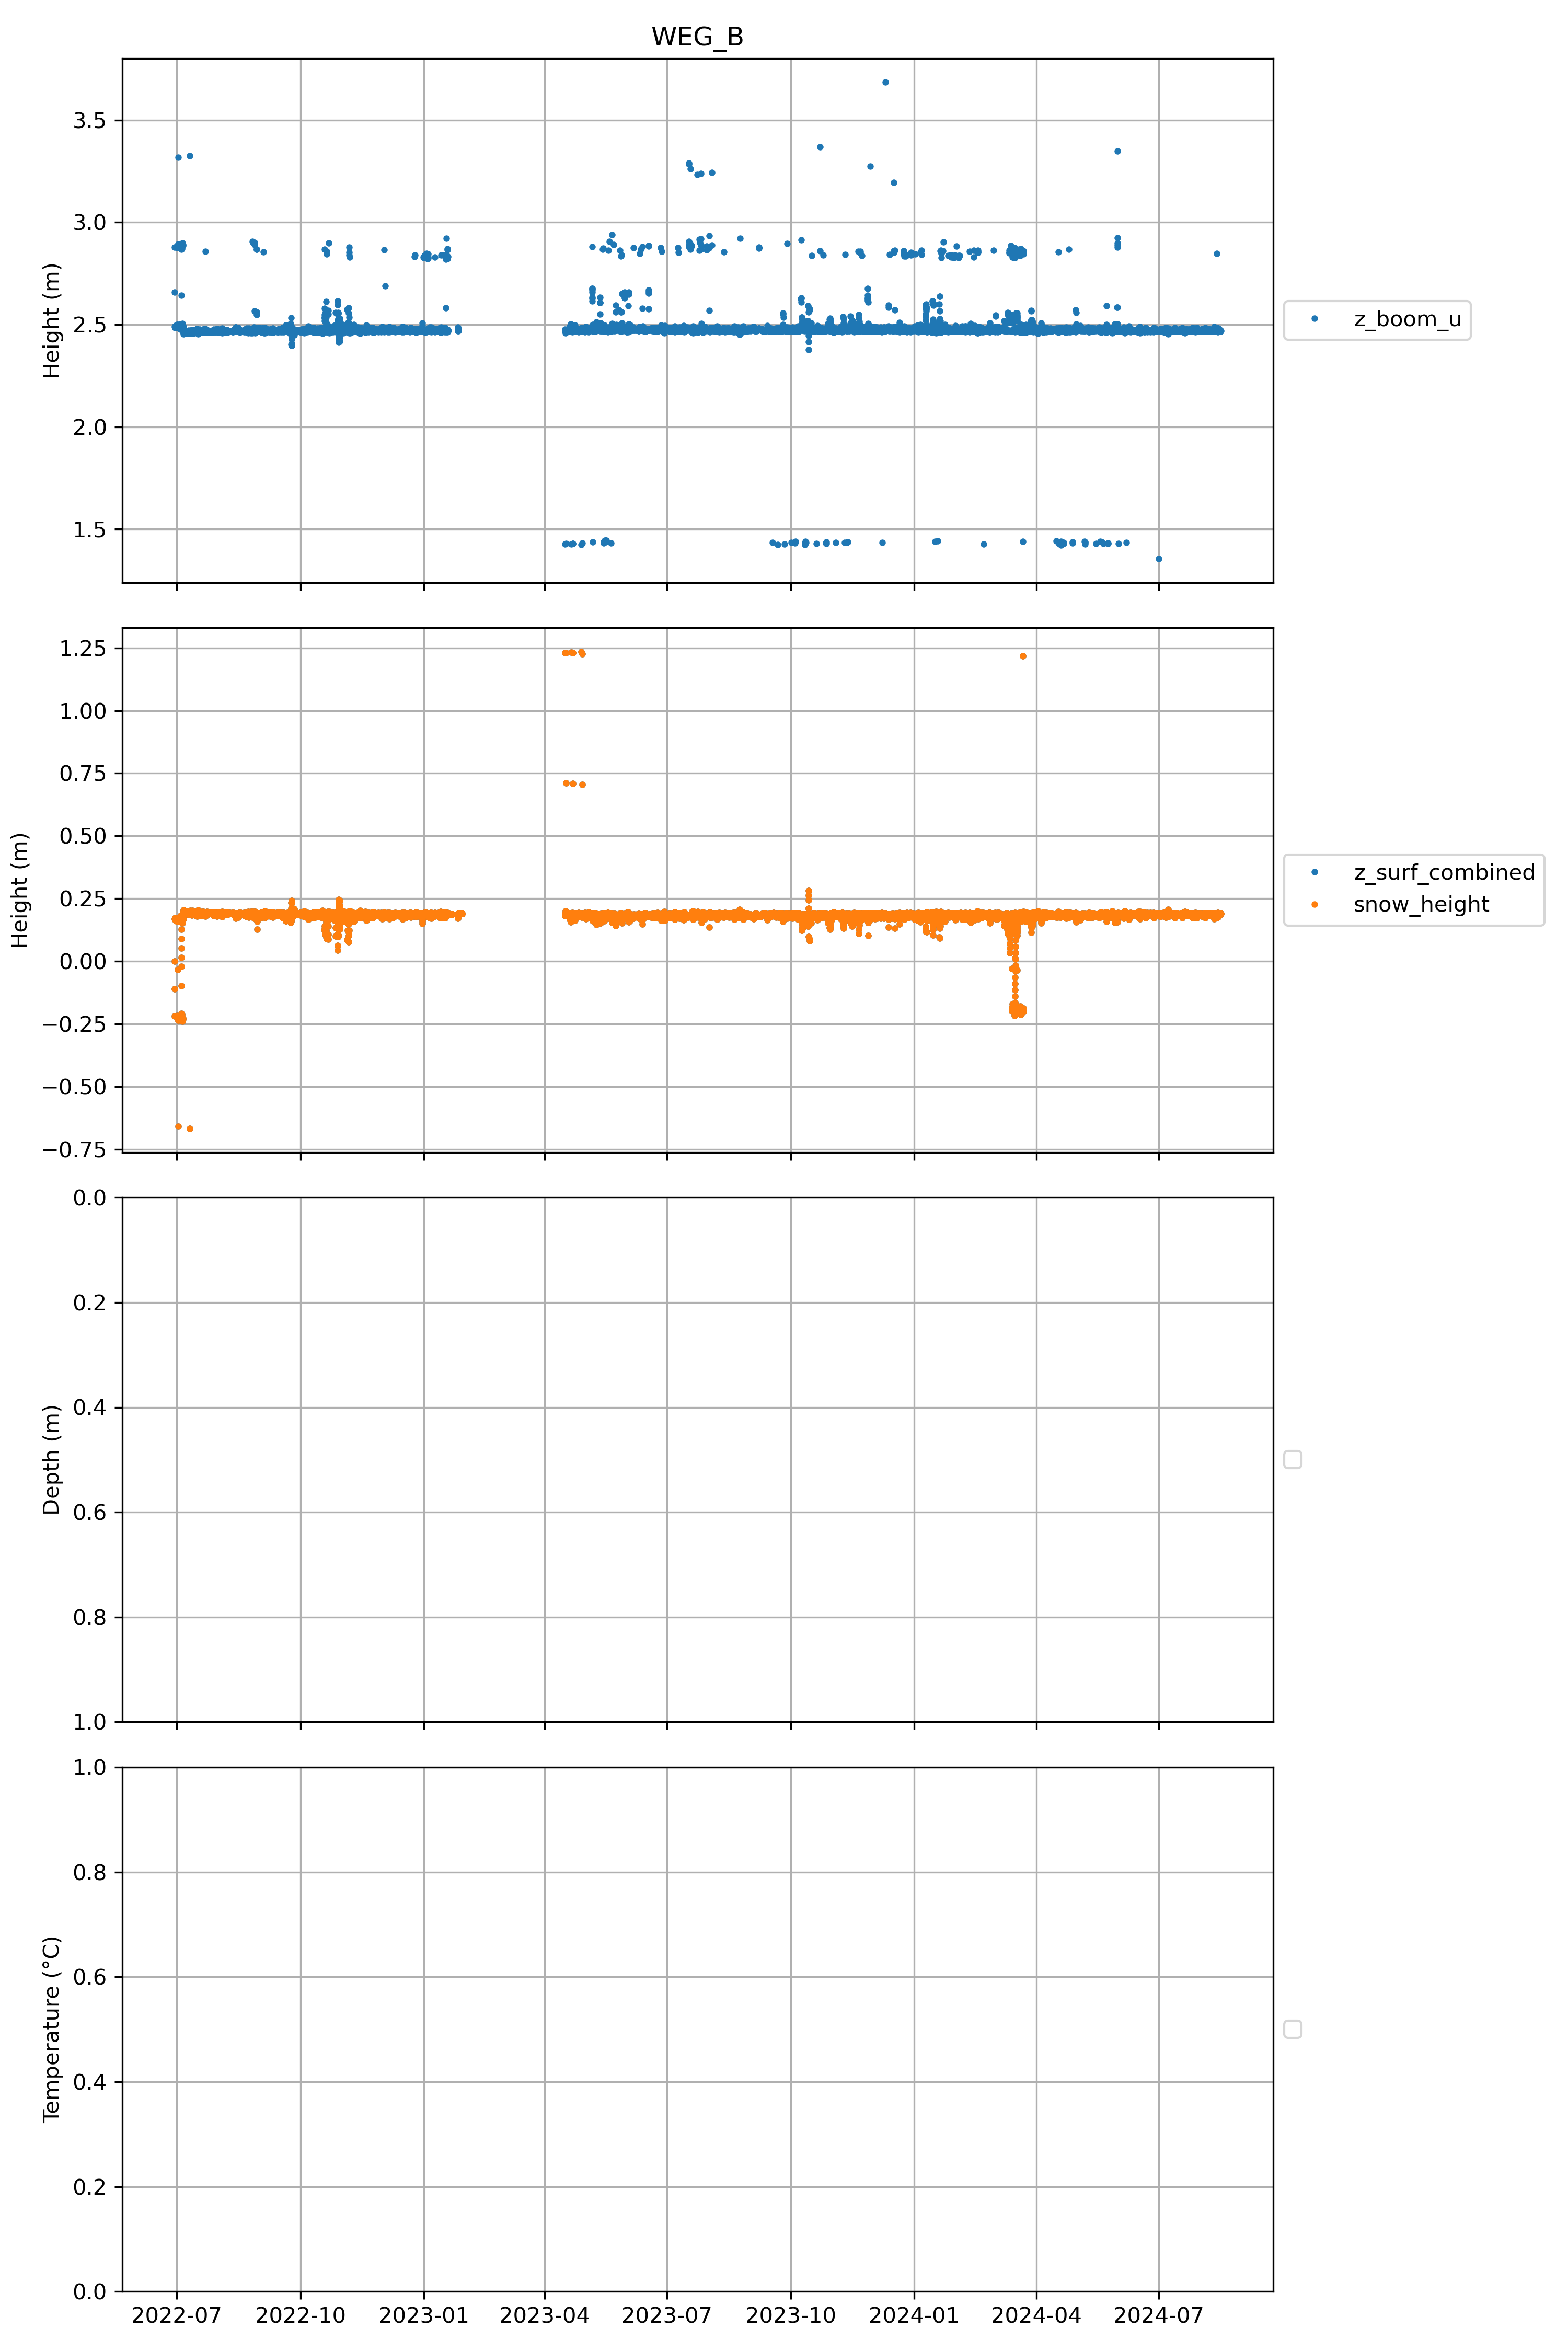 WEG_B
3.5
3.0
2.5
2.0
1.5
Height (m)
z_boom_u
1.25
1.00
0.75
0.50
0.25
0.00
−0.25
−0.50
−0.75
Height (m)
z_surf_combined
snow_height
0.0
0.2
0.4
0.6
0.8
1.0
Depth (m)
1.0
0.8
0.6
0.4
0.2
0.0
Temperature (°C)
2022-07 2022-10 2023-01 2023-04 2023-07 2023-10 2024-01 2024-04 2024-07